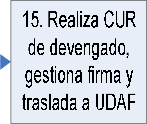 15. Realiza CUR
de devengado,
gestiona firma y
traslada a UDAF